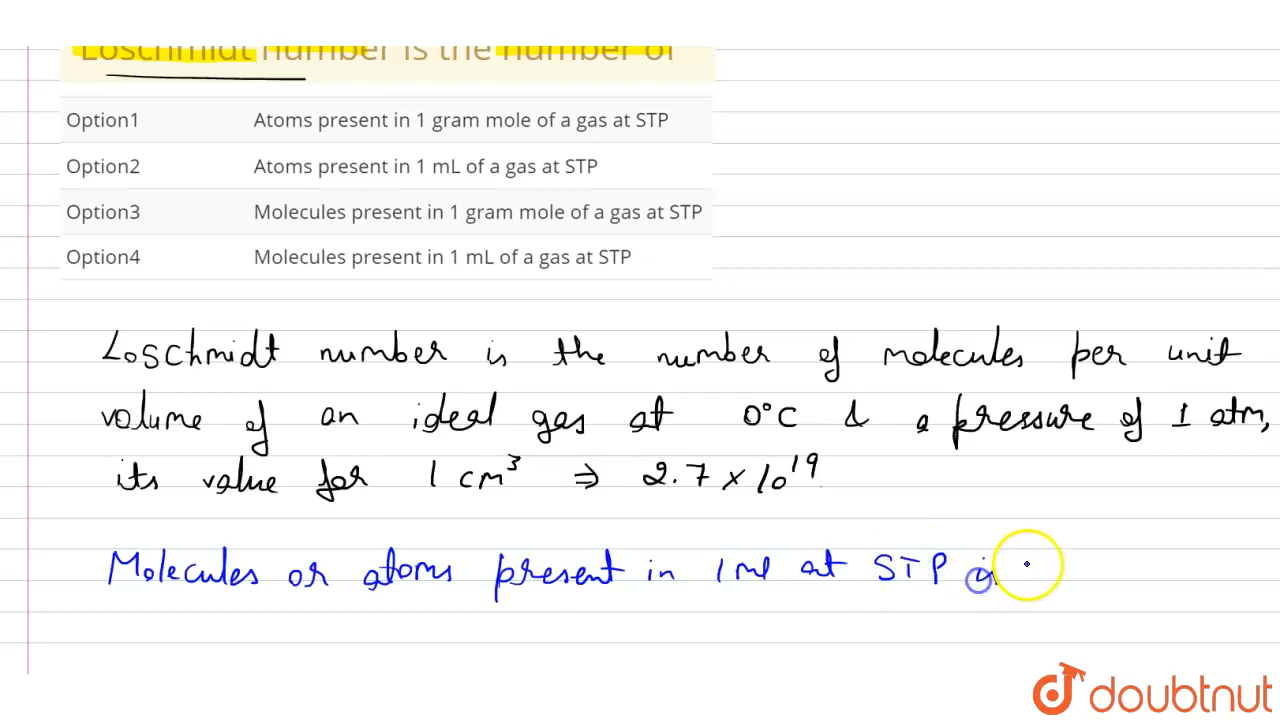 Loschmidt number is the number of
Option1 Atoms present in 1 gram mole of a gas at STP
Option2 Atoms present in 1 mL of a gas at STP
Option3 Molecules present in 1 gram mole of a gas at STP
Option4 Molecules present in 1 mL of a gas at STP
Loschmidt number is the number of molecules per unit
volume of an ideal gas at 0°C & a pressure of 1 atm,
its value for 1 cm³ ⇒ 2.7 × 10¹⁹
Molecules or atoms present in 1 ml at STP is
doubtnut